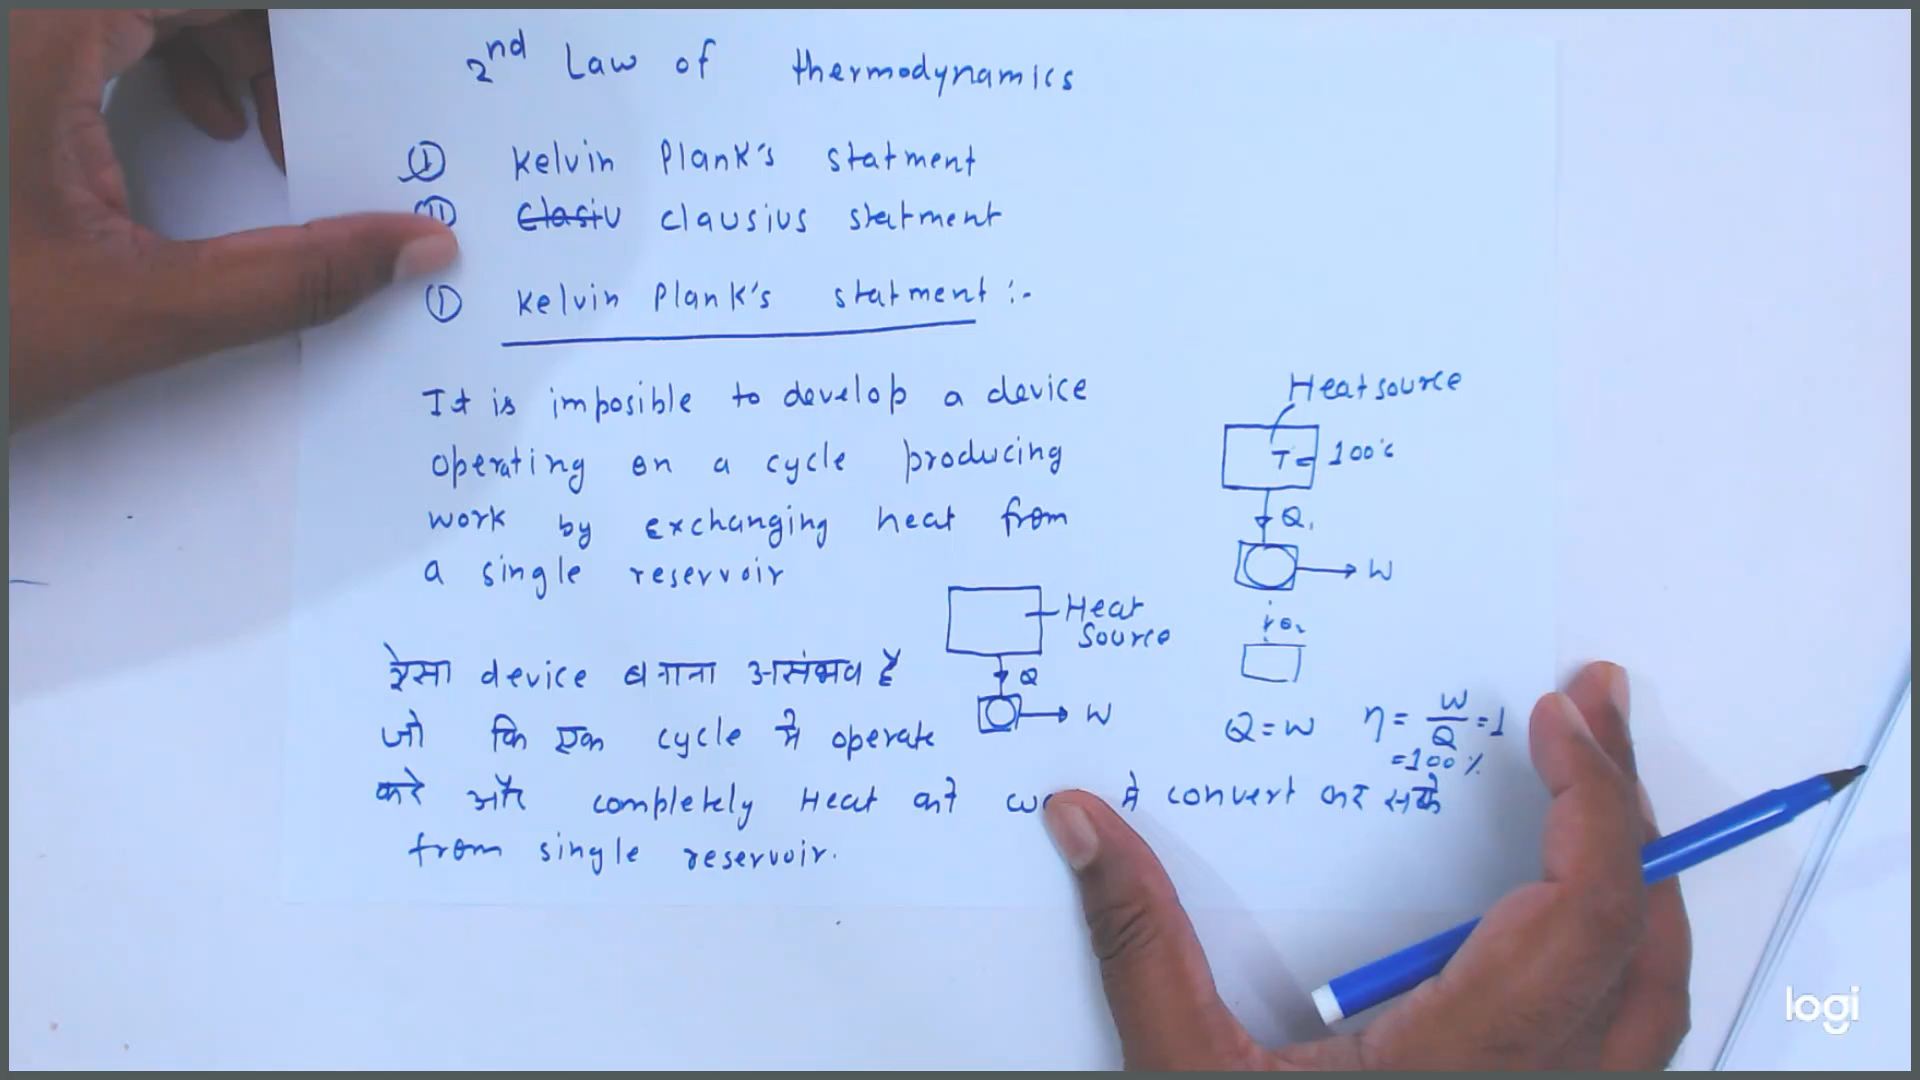 2nd Law of thermodynamics
I Kelvin Plank's statment
II Clasiu clausius statment
I Kelvin Plank's statment :-
It is imposible to develop a device
operating on a cycle producing
work by exchanging heat from
a single reservoir
Heat source
T = 100°c
Q1
W
Q2
Heat
Source
Q
W
ऐसा device बनाना असंभव है
जो कि एक cycle मे operate
करे और completely Heat को मे convert कर सके
from single reservoir.
Q = W η = W/Q = 1
= 100 %
logi